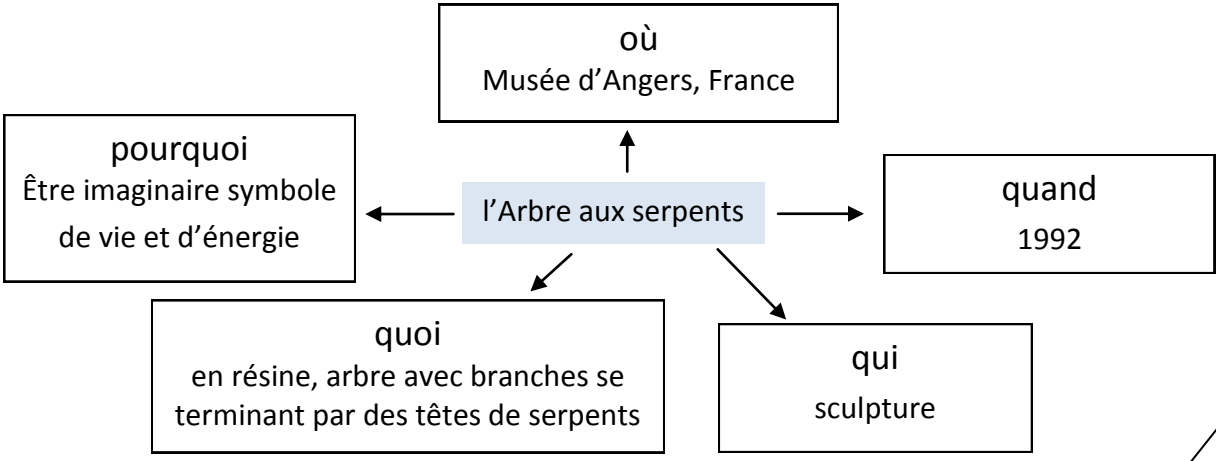 où
Musée d'Angers, France
pourquoi
Être imaginaire symbole
de vie et d'énergie
l'Arbre aux serpents
quand
1992
quoi
en résine, arbre avec branches se
terminant par des têtes de serpents
qui
sculpture